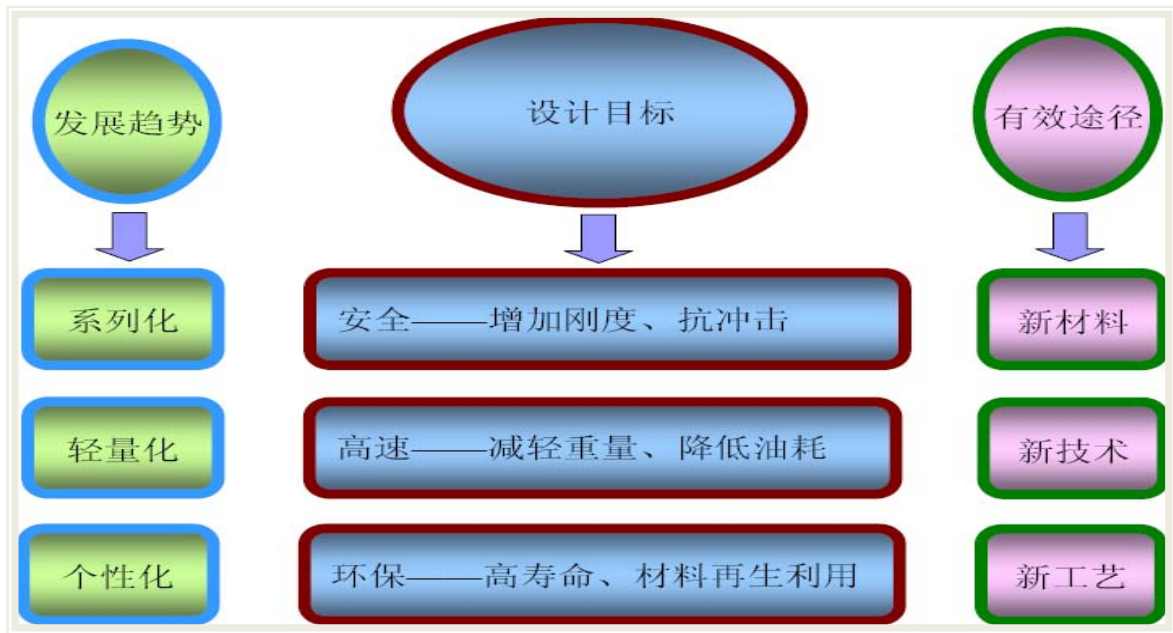 发展趋势
设计目标
有效途径
系列化
安全——增加刚度、抗冲击
新材料
轻量化
高速——减轻重量、降低油耗
新技术
个性化
环保——高寿命、材料再生利用
新工艺